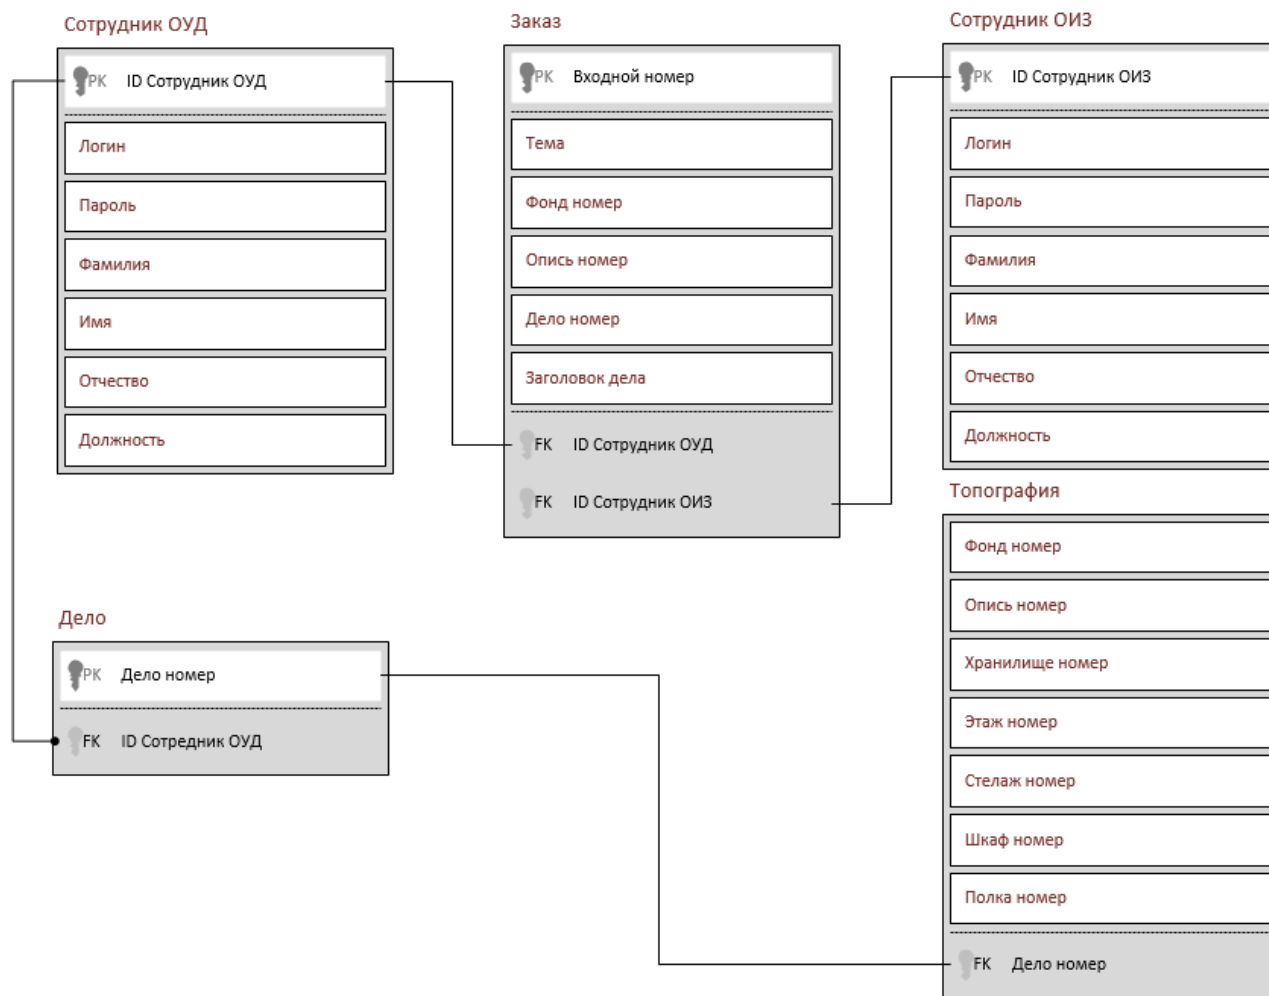 Сотрудник ОУД
PK ID Сотрудник ОУД
Логин
Пароль
Фамилия
Имя
Отчество
Должность
Заказ
PK Входной номер
Тема
Фонд номер
Опись номер
Дело номер
Заголовок дела
FK ID Сотрудник ОУД
FK ID Сотрудник ОИЗ
Сотрудник ОИЗ
PK ID Сотрудник ОИЗ
Логин
Пароль
Фамилия
Имя
Отчество
Должность
Дело
PK Дело номер
FK ID Сотредник ОУД
Топография
Фонд номер
Опись номер
Хранилище номер
Этаж номер
Стелаж номер
Шкаф номер
Полка номер
FK Дело номер